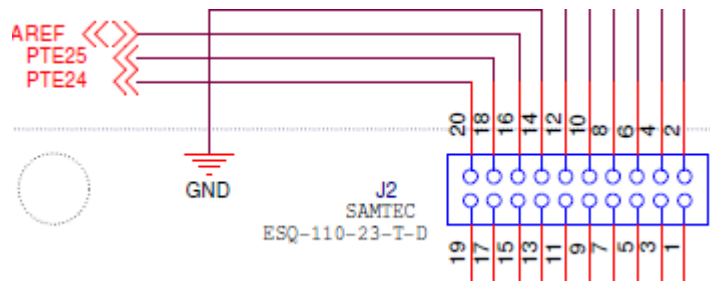 AREF
PTE25
PTE24
20 18 16 14 12 10 8 6 4 2
GND
J2
SAMTEC
ESQ-110-23-T-D
19 17 15 13 11 9 7 5 3 1